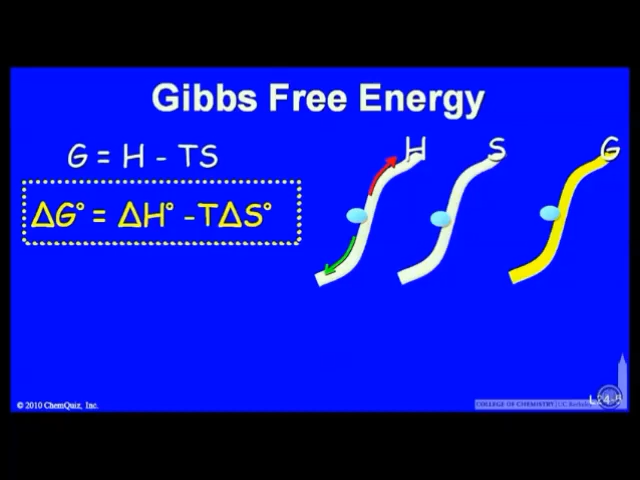 Gibbs Free Energy
G = H - TS
ΔG° = ΔH° -TΔS°
H
S
G
© 2010 ChemQuiz, Inc.
COLLEGE OF CHEMISTRY | UC Berkeley